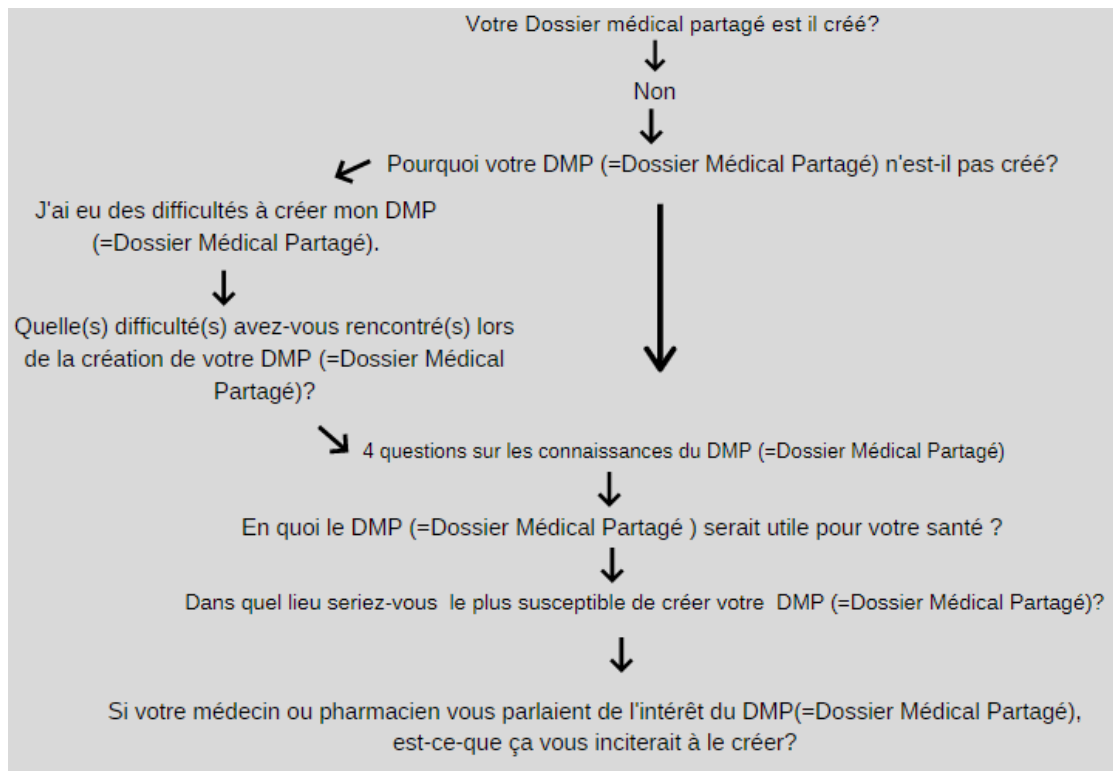 Votre Dossier médical partagé est il créé?
Non
Pourquoi votre DMP (=Dossier Médical Partagé) n'est-il pas créé?
J'ai eu des difficultés à créer mon DMP
(=Dossier Médical Partagé).
Quelle(s) difficulté(s) avez-vous rencontré(s) lors
de la création de votre DMP (=Dossier Médical
Partagé)?
4 questions sur les connaissances du DMP (=Dossier Médical Partagé)
En quoi le DMP (=Dossier Médical Partagé ) serait utile pour votre santé ?
Dans quel lieu seriez-vous le plus susceptible de créer votre DMP (=Dossier Médical Partagé)?
Si votre médecin ou pharmacien vous parlaient de l'intérêt du DMP(=Dossier Médical Partagé),
est-ce-que ça vous inciterait à le créer?